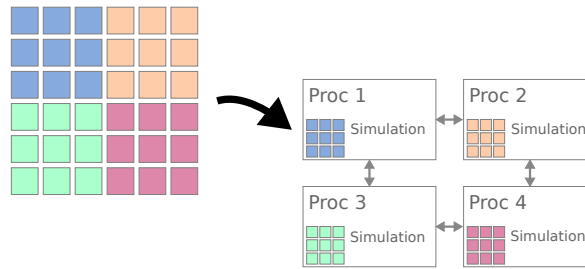 Proc 1
Simulation
Proc 2
Simulation
Proc 3
Simulation
Proc 4
Simulation